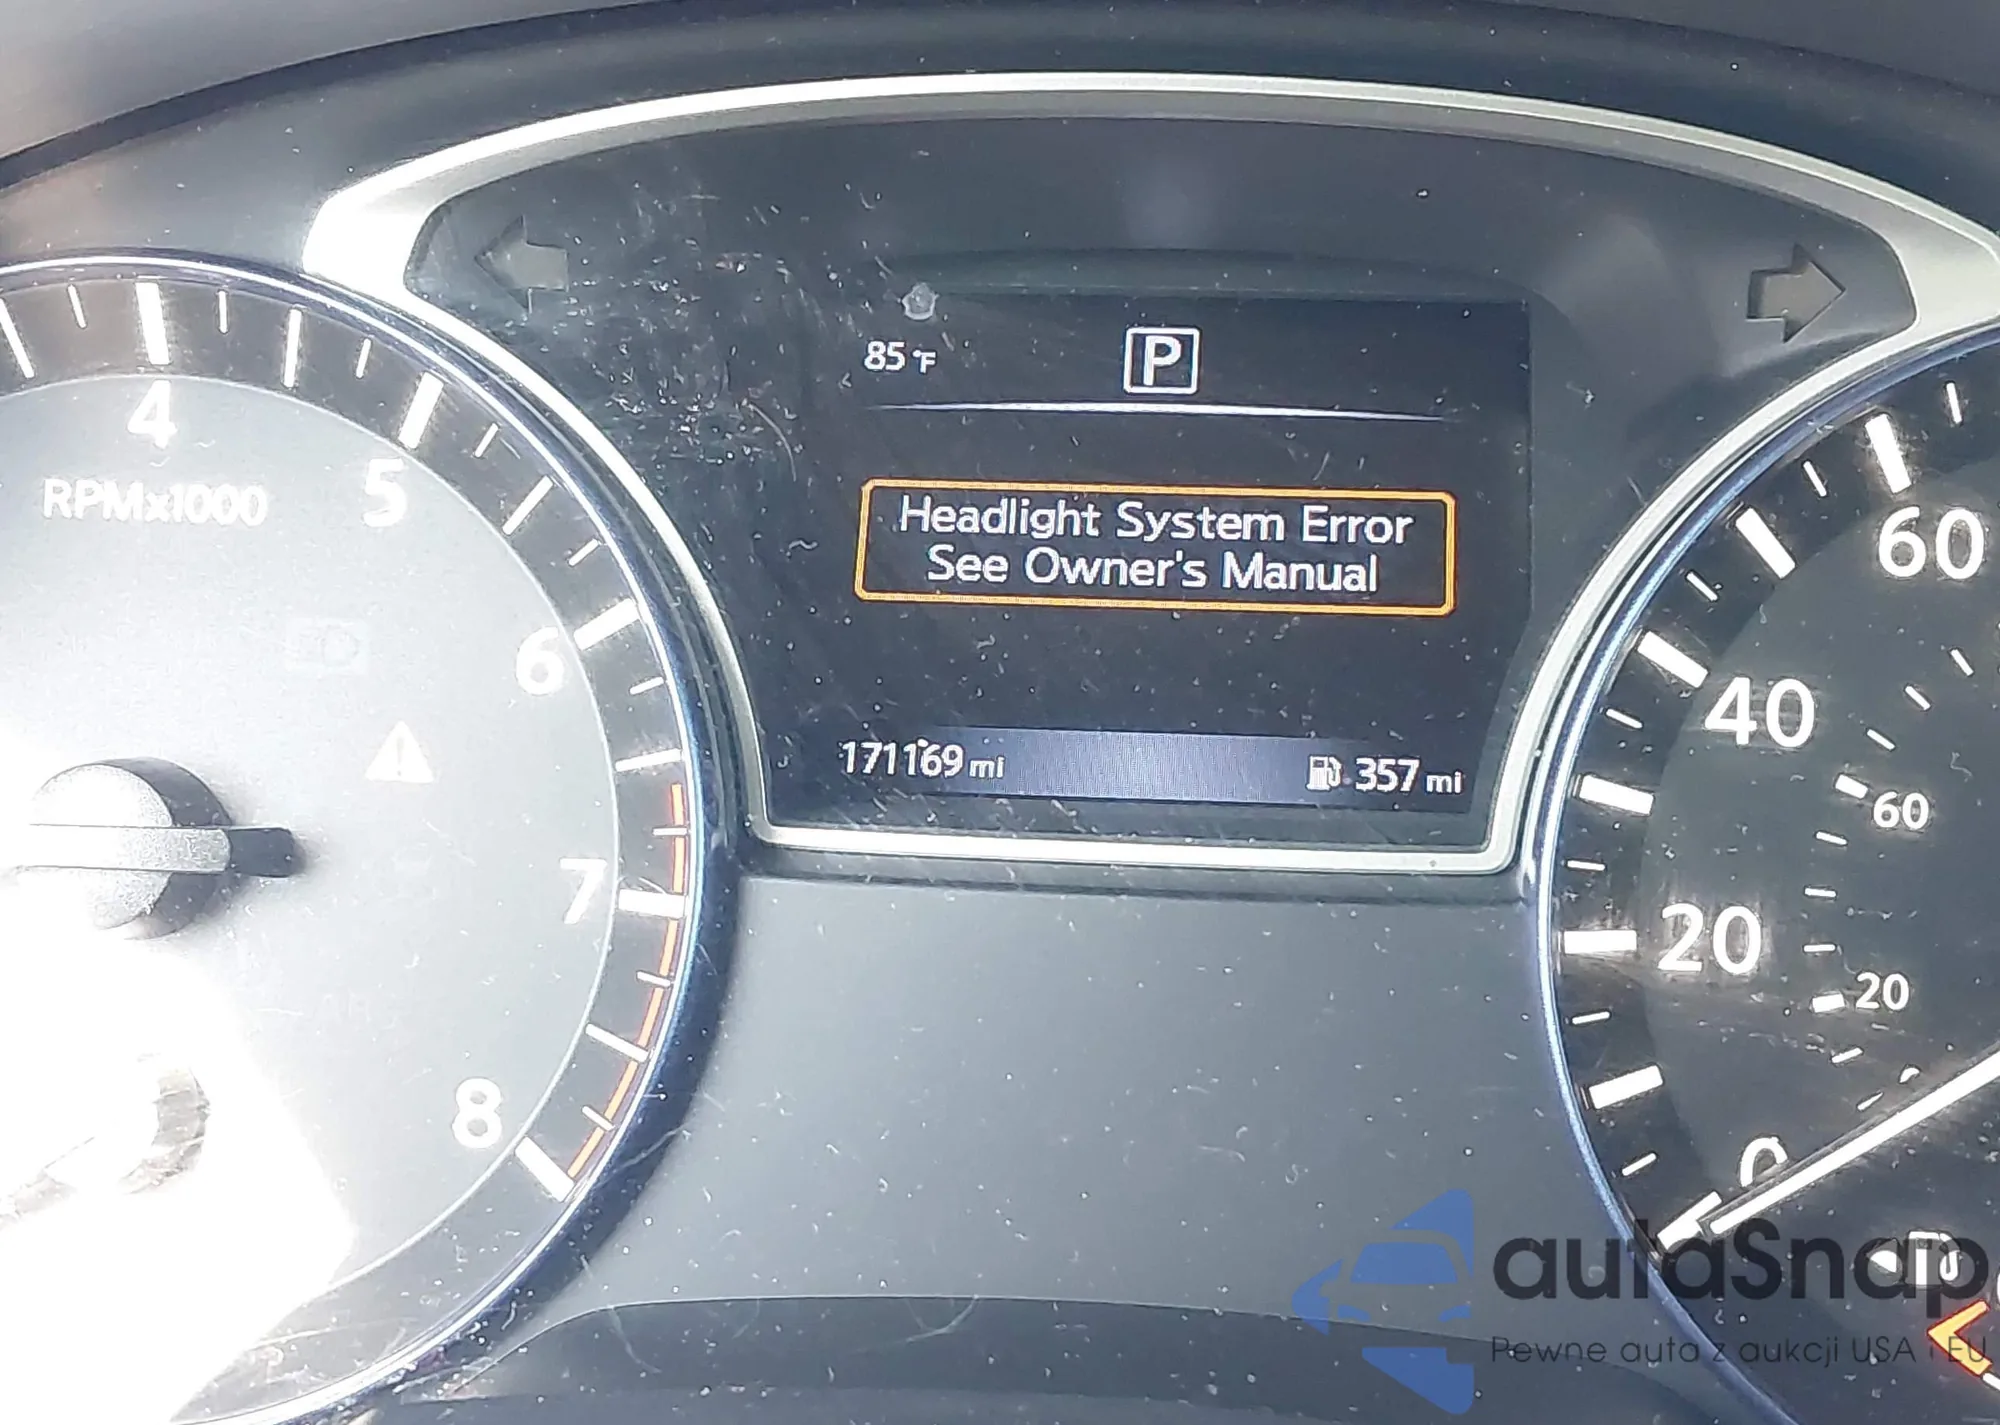 85°F
P
Headlight System Error
See Owner's Manual
171169 mi
357 mi
4
RPMx1000
5
6
7
8
60
40
60
20
20
0
autaSnap
Pewne auta z aukcji USA i EU